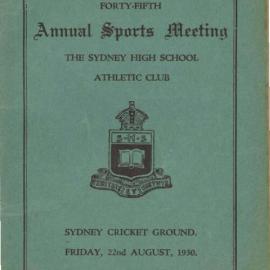 FORTY-FIFTH
Annual Sports Meeting
THE SYDNEY HIGH SCHOOL
ATHLETIC CLUB
S·H·S
SYDNEY CRICKET GROUND.
FRIDAY, 22nd AUGUST, 1930.